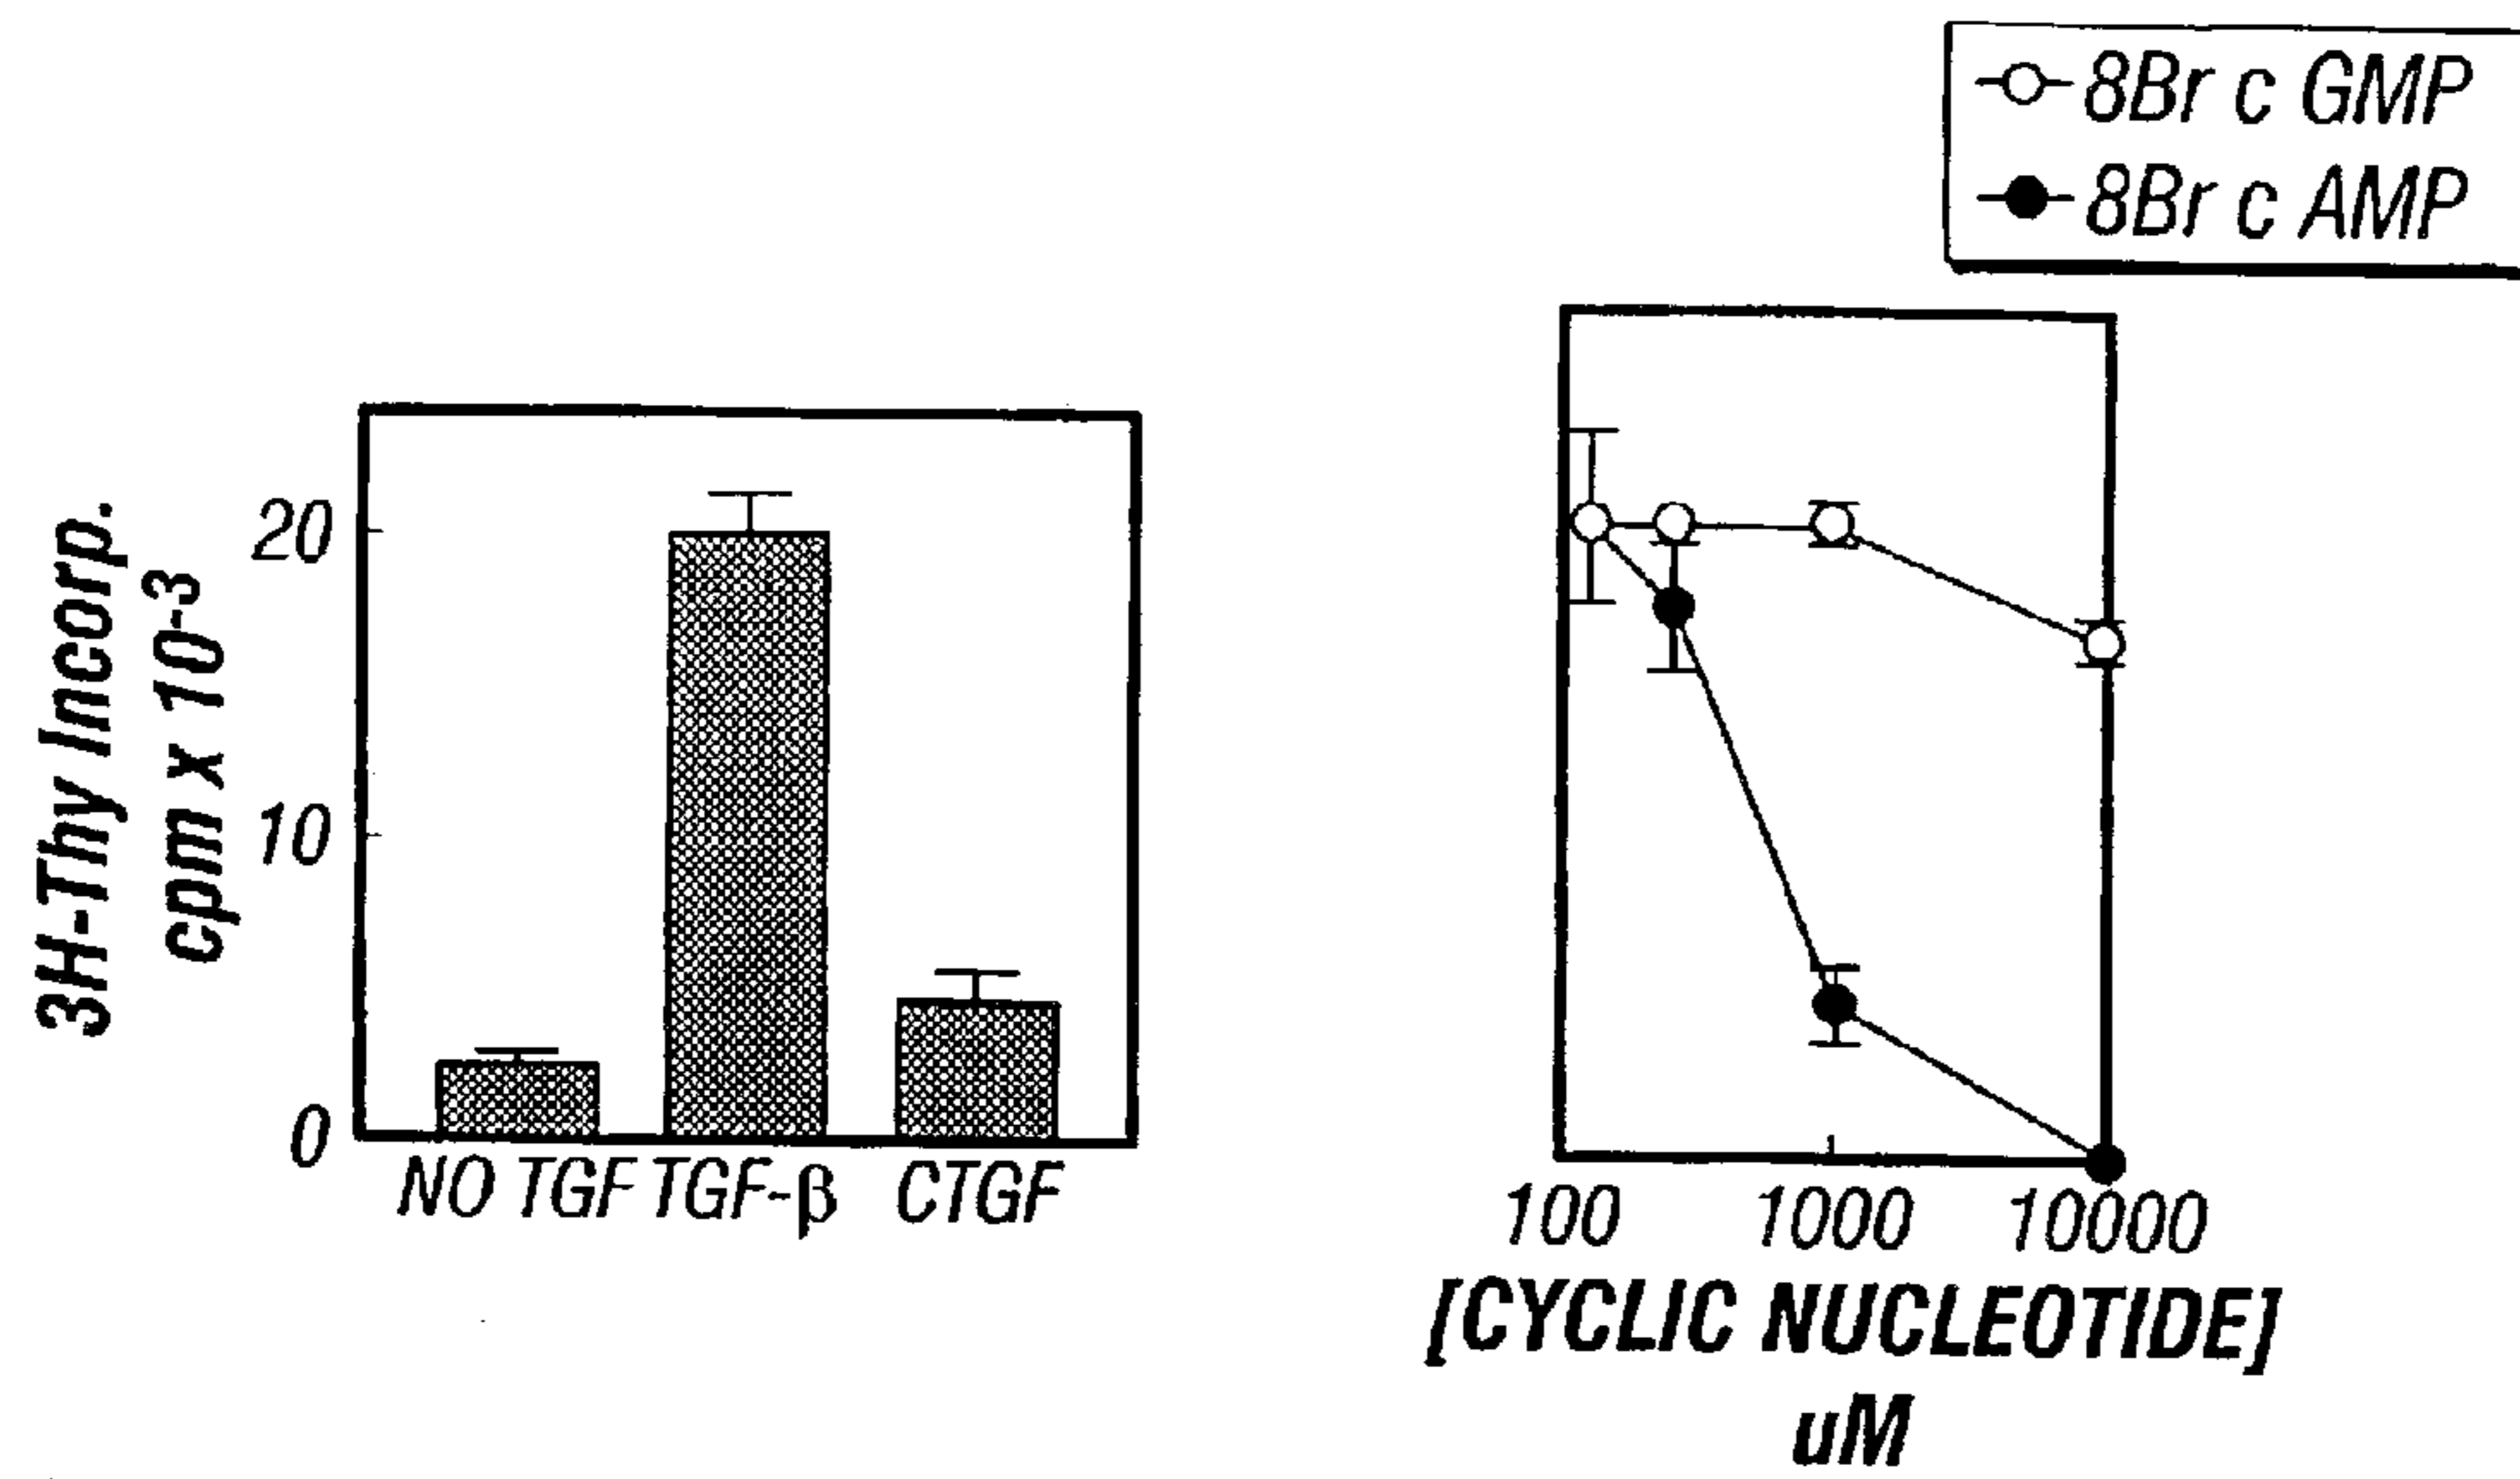 8Br c GMP
8Br c AMP
3H-Thy Incorp.
cpm x 10-3
20
10
0
NO TGF TGF-β CTGF
100 1000 10000
[CYCLIC NUCLEOTIDE]
uM